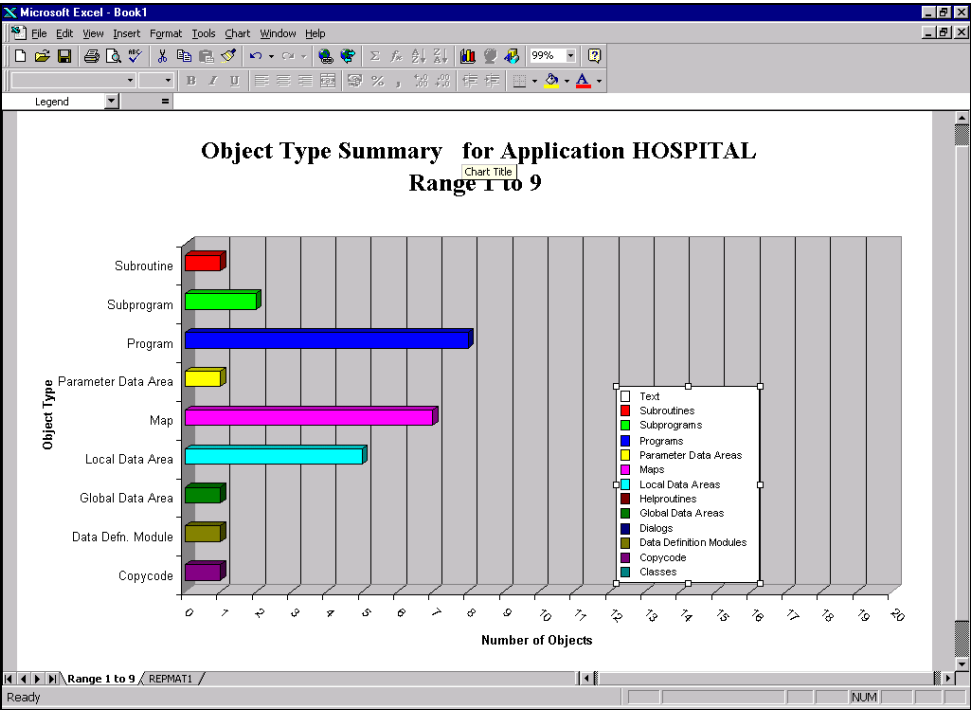 Microsoft Excel - Book1
File Edit View Insert Format Tools Chart Window Help
99%
B I U
Legend =
Object Type Summary for Application HOSPITAL
Chart Title
Range 1 to 9
Subroutine
Subprogram
Program
Parameter Data Area
Map
Local Data Area
Global Data Area
Data Defn. Module
Copycode
Object Type
Text
Subroutines
Subprograms
Programs
Parameter Data Areas
Maps
Local Data Areas
Helproutines
Global Data Areas
Dialogs
Data Definition Modules
Copycode
Classes
0 1 2 3 4 5 6 7 8 9 10 11 12 13 14 15 16 17 18 19 20
Number of Objects
Range 1 to 9 REPMAT1
Ready NUM